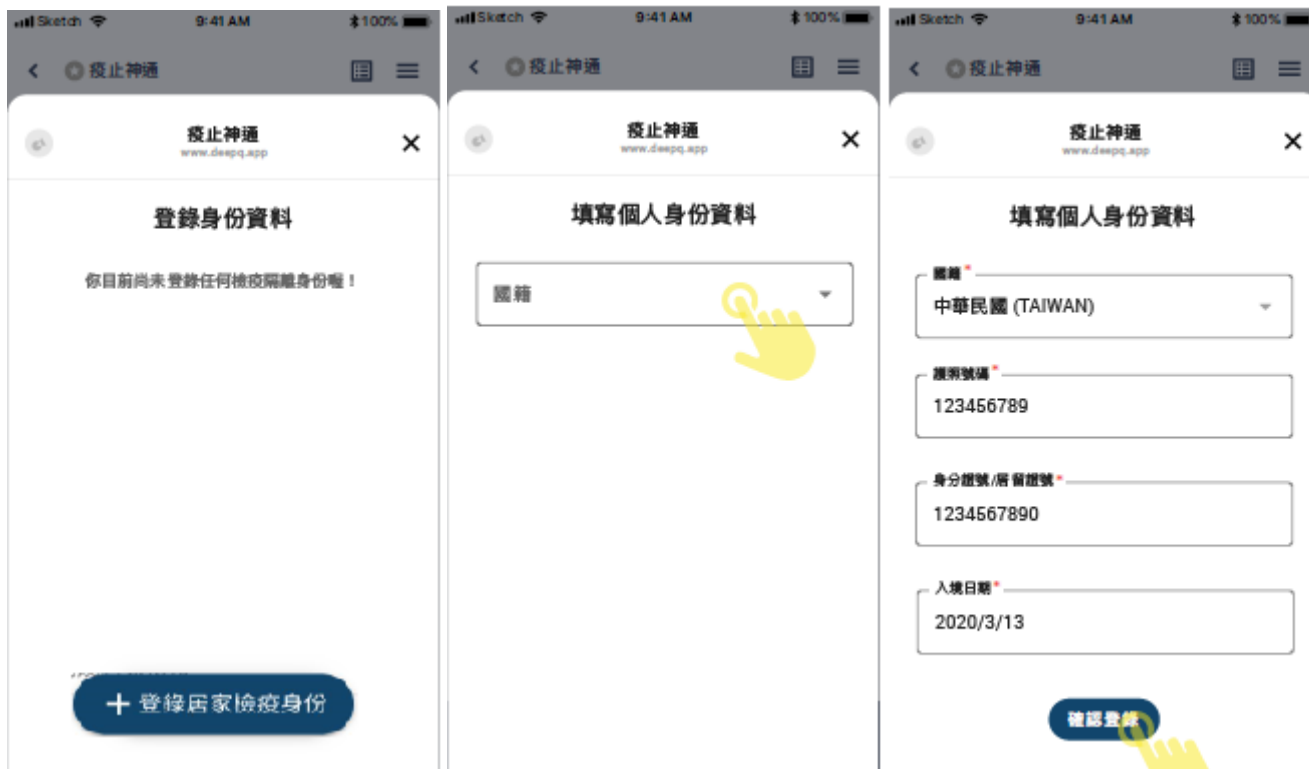 Sketch 9:41 AM 100%
疫止神通
疫止神通
www.deepq.app
登錄身份資料
你目前尚未登錄任何檢疫隔離身份喔！
+ 登錄居家檢疫身份
Sketch 9:41 AM 100%
疫止神通
疫止神通
www.deepq.app
填寫個人身份資料
國籍
Sketch 9:41 AM 100%
疫止神通
疫止神通
www.deepq.app
填寫個人身份資料
國籍*
中華民國 (TAIWAN)
護照號碼*
123456789
身分證號/居留證號*
1234567890
入境日期*
2020/3/13
確認登錄